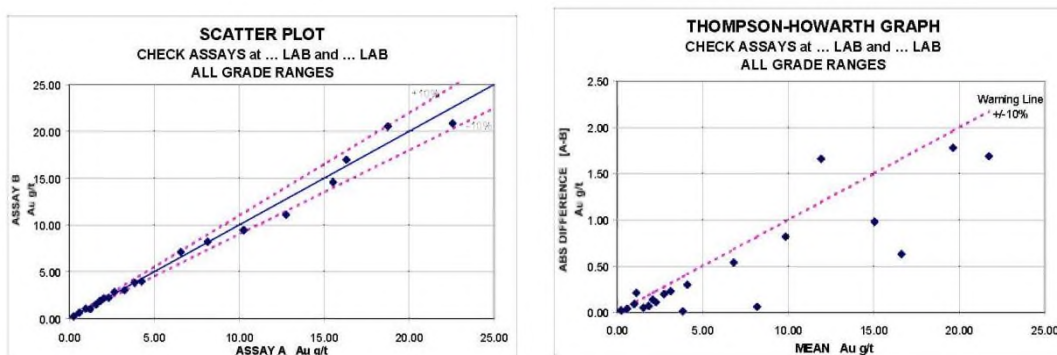 SCATTER PLOT
CHECK ASSAYS at ... LAB and ... LAB
ALL GRADE RANGES
25.00
20.00
15.00
10.00
5.00
0.00
ASSAY B
Au g/t
+10%
-10%
0.00 5.00 10.00 15.00 20.00 25.00
ASSAY A Au g/t
THOMPSON-HOWARTH GRAPH
CHECK ASSAYS at ... LAB and ... LAB
ALL GRADE RANGES
2.50
2.00
1.50
1.00
0.50
0.00
ABS DIFFERENCE [A-B]
Au g/t
Warning Line
+/-10%
0.00 5.00 10.00 15.00 20.00 25.00
MEAN Au g/t